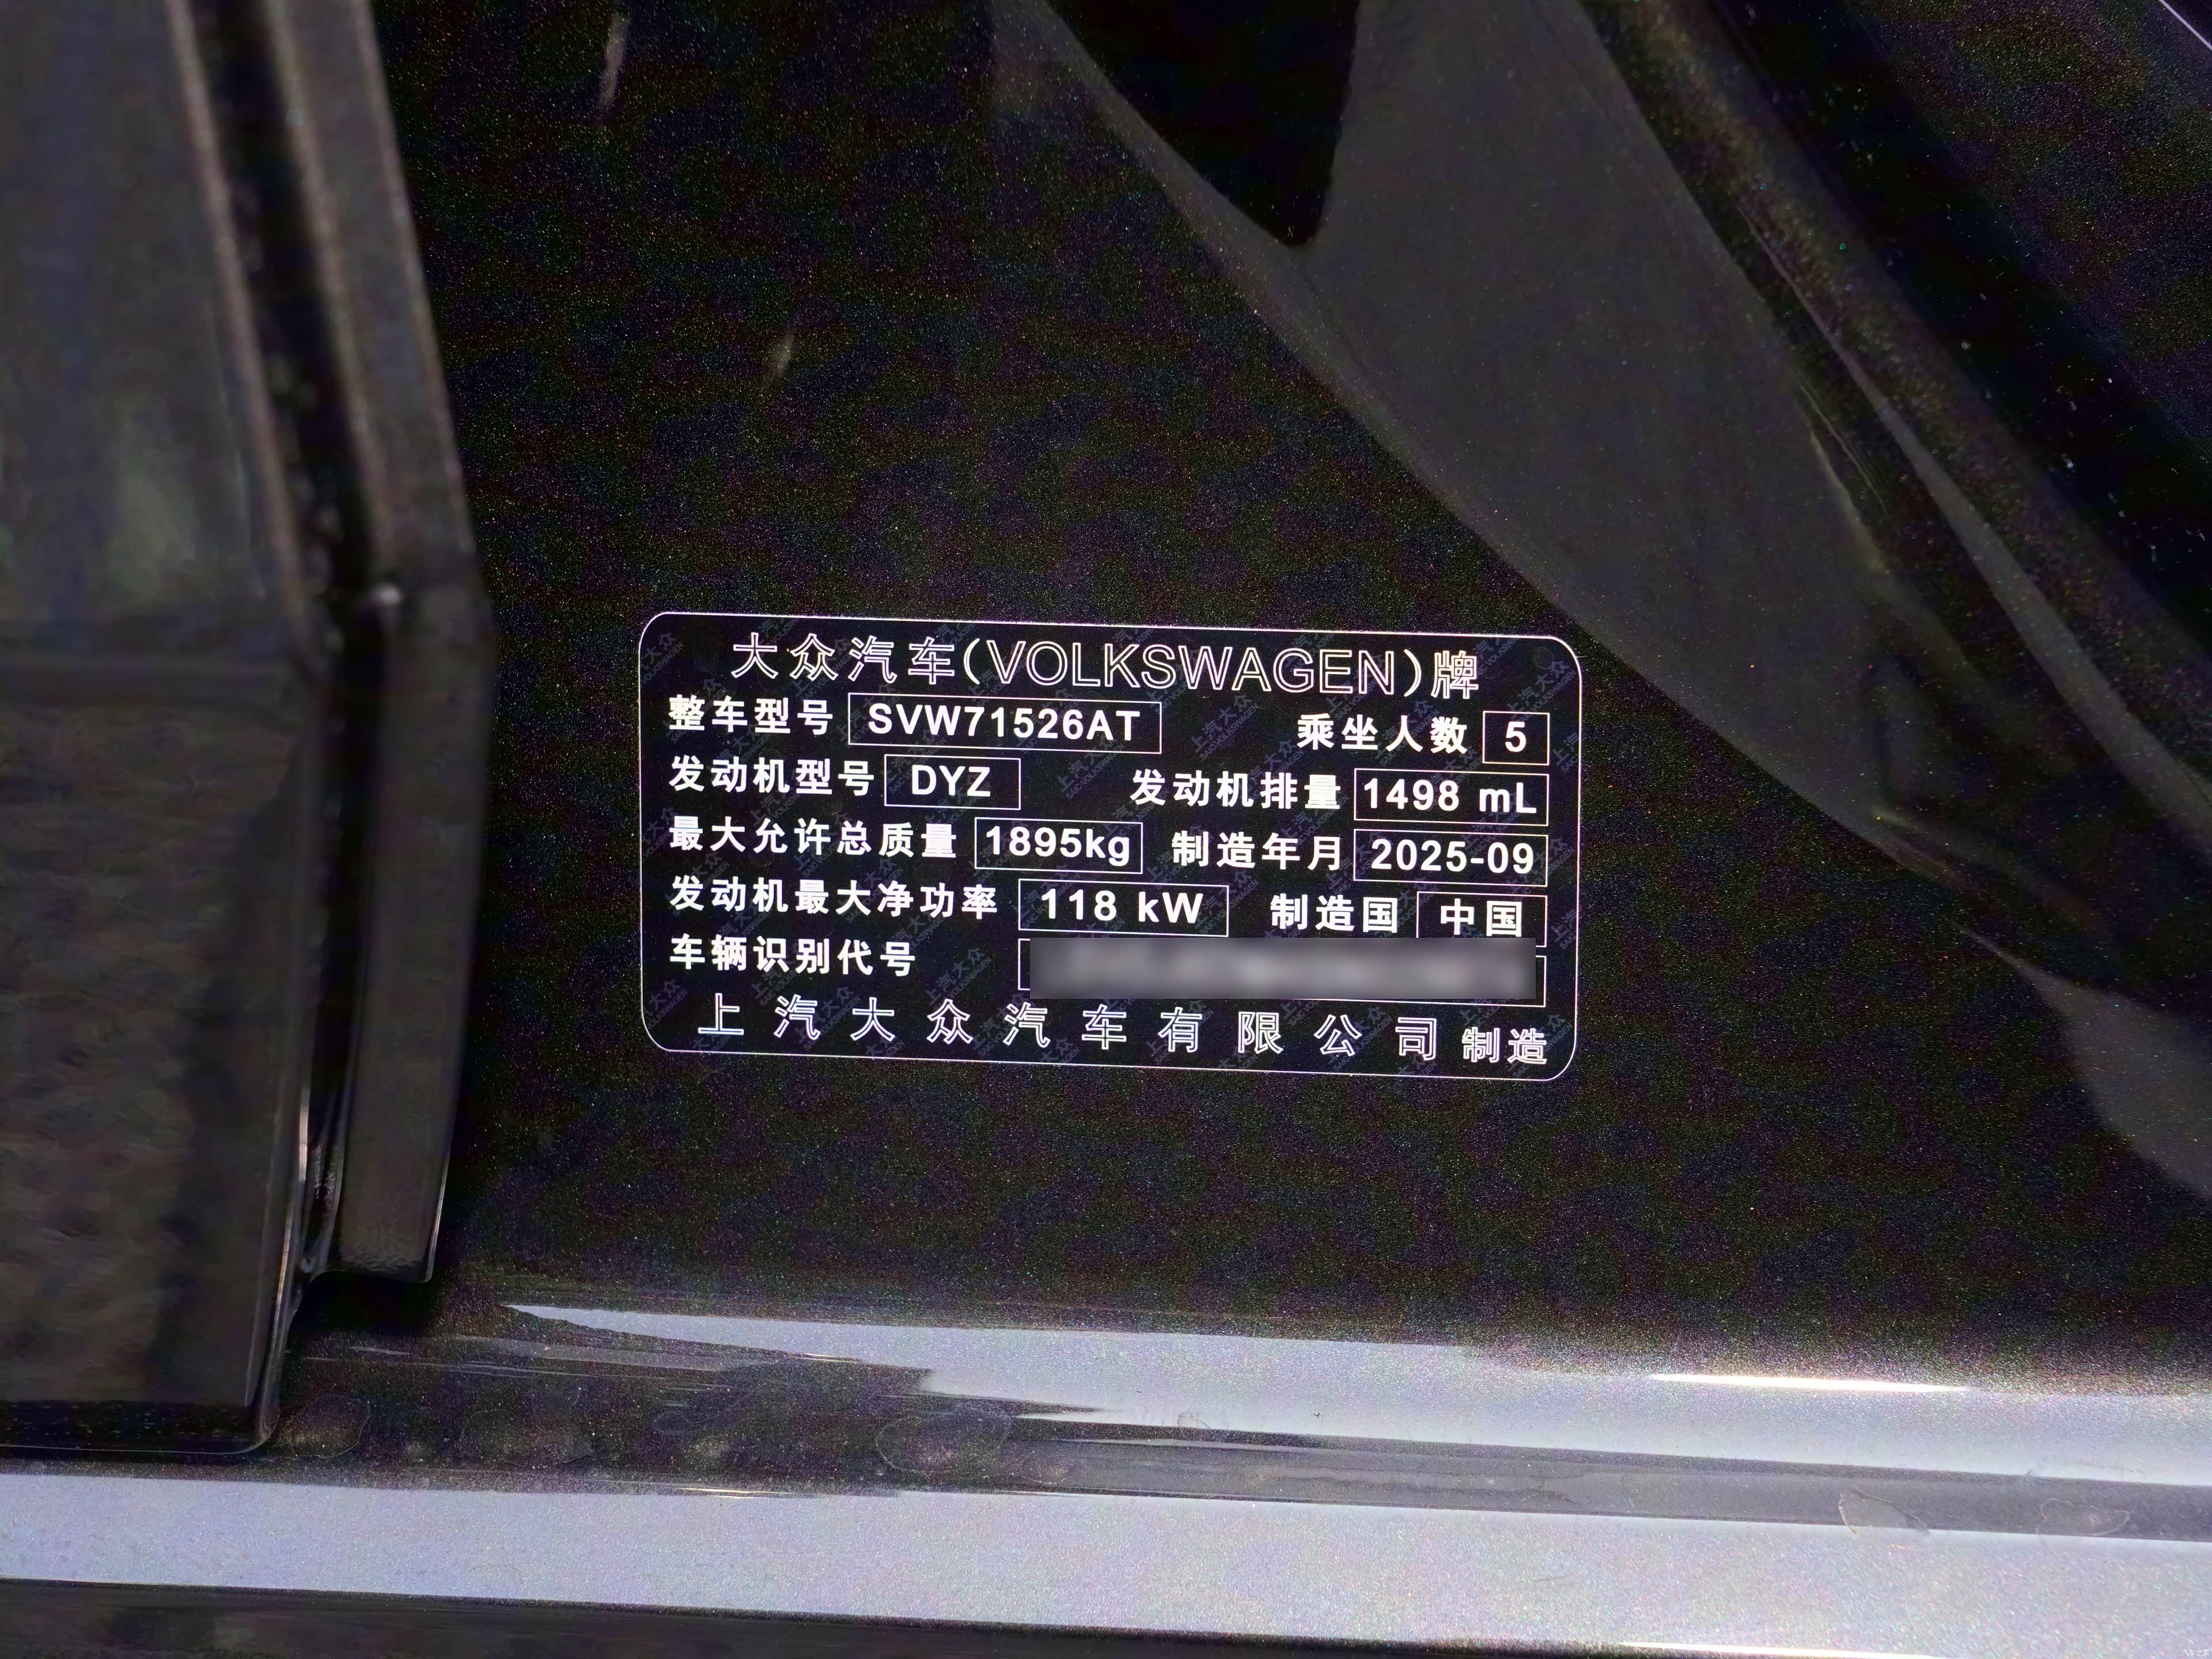 大众汽车(VOLKSWAGEN)牌
整车型号 SVW71526AT 乘坐人数 5
发动机型号 DYZ 发动机排量 1498 mL
最大允许总质量 1895kg 制造年月 2025-09
发动机最大净功率 118 kW 制造国 中国
车辆识别代号
上汽大众汽车有限公司 制造